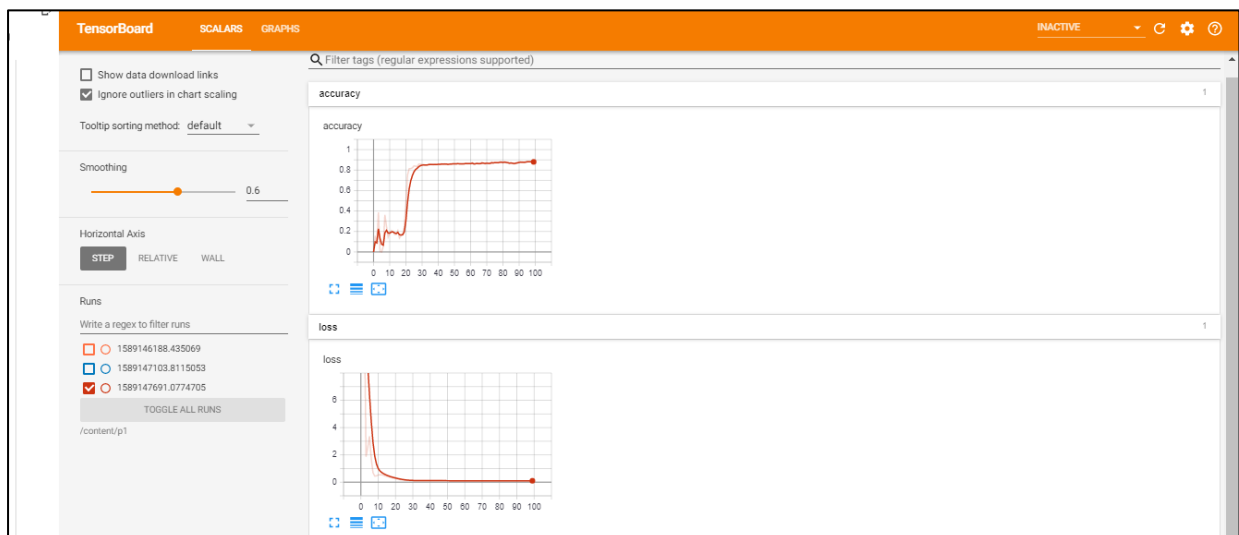 TensorBoard SCALARS GRAPHS INACTIVE
Show data download links
Ignore outliers in chart scaling
Tooltip sorting method: default
Smoothing
0.6
Horizontal Axis
STEP RELATIVE WALL
Runs
Write a regex to filter runs
1589146188.435069
1589147103.8115053
1589147691.0774705
TOGGLE ALL RUNS
/content/p1
Filter tags (regular expressions supported)
accuracy 1
accuracy
1
0.8
0.6
0.4
0.2
0
0 10 20 30 40 50 60 70 80 90 100
loss 1
loss
6
4
2
0
0 10 20 30 40 50 60 70 80 90 100